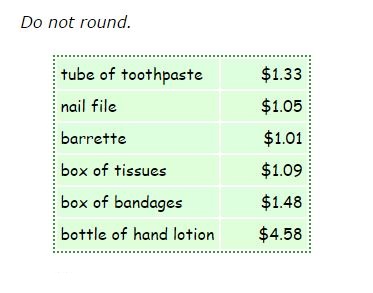 Do not round.
tube of toothpaste $1.33
nail file $1.05
barrette $1.01
box of tissues $1.09
box of bandages $1.48
bottle of hand lotion $4.58